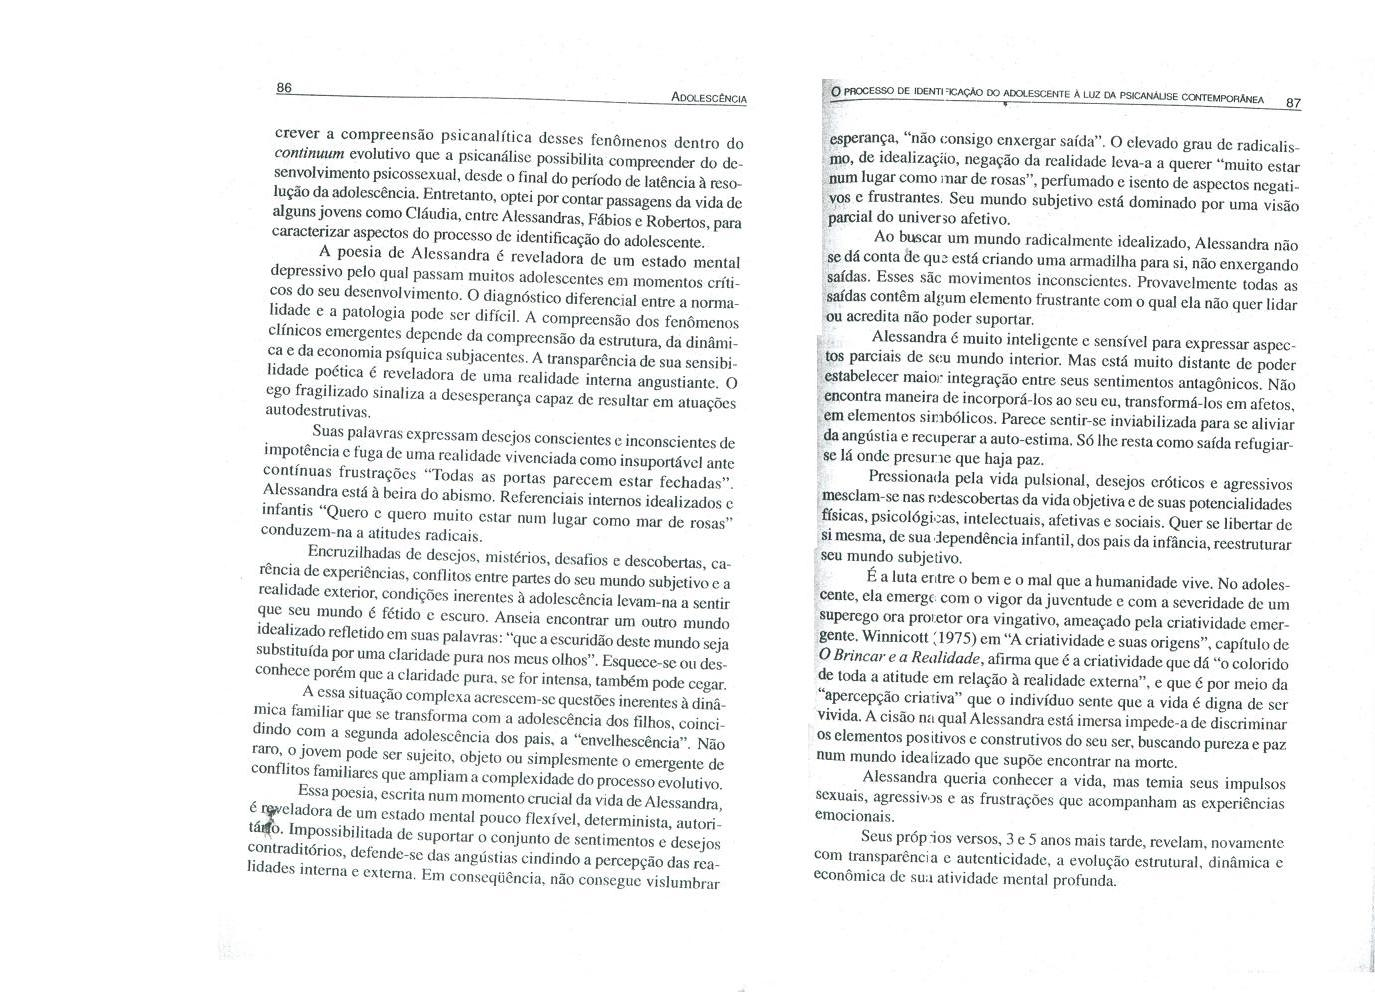 86
ADOLESCÊNCIA
crever a compreensão psicanalítica desses fenômenos dentro do
continuum evolutivo que a psicanálise possibilita compreender do de-
senvolvimento psicossexual, desde o final do período de latência à reso-
lução da adolescência. Entretanto, optei por contar passagens da vida de
alguns jovens como Cláudia, entre Alessandras, Fábios e Robertos, para
caracterizar aspectos do processo de identificação do adolescente.
A poesia de Alessandra é reveladora de um estado mental
depressivo pelo qual passam muitos adolescentes em momentos críti-
cos do seu desenvolvimento. O diagnóstico diferencial entre a norma-
lidade e a patologia pode ser difícil. A compreensão dos fenômenos
clínicos emergentes depende da compreensão da estrutura, da dinâmi-
ca e da economia psíquica subjacentes. A transparência de sua sensibi-
lidade poética é reveladora de uma realidade interna angustiante. O
ego fragilizado sinaliza a desesperança capaz de resultar em atuações
autodestrutivas.
Suas palavras expressam desejos conscientes e inconscientes de
impotência e fuga de uma realidade vivenciada como insuportável ante
contínuas frustrações “Todas as portas parecem estar fechadas”.
Alessandra está à beira do abismo. Referenciais internos idealizados e
infantis “Quero e quero muito estar num lugar como mar de rosas”
conduzem-na a atitudes radicais.
Encruzilhadas de desejos, mistérios, desafios e descobertas, ca-
rência de experiências, conflitos entre partes do seu mundo subjetivo e a
realidade exterior, condições inerentes à adolescência levam-na a sentir
que seu mundo é fétido e escuro. Anseia encontrar um outro mundo
idealizado refletido em suas palavras: “que a escuridão deste mundo seja
substituída por uma claridade pura nos meus olhos”. Esquece-se ou des-
conhece porém que a claridade pura, se for intensa, também pode cegar.
A essa situação complexa acrescem-se questões inerentes à dinâ-
mica familiar que se transforma com a adolescência dos filhos, coinci-
dindo com a segunda adolescência dos pais, a “envelhescência”. Não
raro, o jovem pode ser sujeito, objeto ou simplesmente o emergente de
conflitos familiares que ampliam a complexidade do processo evolutivo.
Essa poesia, escrita num momento crucial da vida de Alessandra,
é reveladora de um estado mental pouco flexível, determinista, autori-
tário. Impossibilitada de suportar o conjunto de sentimentos e desejos
contraditórios, defende-se das angústias cindindo a percepção das rea-
lidades interna e externa. Em conseqüência, não consegue vislumbrar
O PROCESSO DE IDENTIFICAÇÃO DO ADOLESCENTE À LUZ DA PSICANÁLISE CONTEMPORÂNEA 87
esperança, “não consigo enxergar saída”. O elevado grau de radicalis-
mo, de idealização, negação da realidade leva-a a querer “muito estar
num lugar como mar de rosas”, perfumado e isento de aspectos negati-
vos e frustrantes. Seu mundo subjetivo está dominado por uma visão
parcial do universo afetivo.
Ao buscar um mundo radicalmente idealizado, Alessandra não
se dá conta de que está criando uma armadilha para si, não enxergando
saídas. Esses são movimentos inconscientes. Provavelmente todas as
saídas contêm algum elemento frustrante com o qual ela não quer lidar
ou acredita não poder suportar.
Alessandra é muito inteligente e sensível para expressar aspec-
tos parciais de seu mundo interior. Mas está muito distante de poder
estabelecer maior integração entre seus sentimentos antagônicos. Não
encontra maneira de incorporá-los ao seu eu, transformá-los em afetos,
em elementos simbólicos. Parece sentir-se inviabilizada para se aliviar
da angústia e recuperar a auto-estima. Só lhe resta como saída refugiar-
se lá onde presume que haja paz.
Pressionada pela vida pulsional, desejos eróticos e agressivos
mesclam-se nas redescobertas da vida objetiva e de suas potencialidades
físicas, psicológicas, intelectuais, afetivas e sociais. Quer se libertar de
si mesma, de sua dependência infantil, dos pais da infância, reestruturar
seu mundo subjetivo.
É a luta entre o bem e o mal que a humanidade vive. No adoles-
cente, ela emerge com o vigor da juventude e com a severidade de um
superego ora protetor ora vingativo, ameaçado pela criatividade emer-
gente. Winnicott (1975) em “A criatividade e suas origens”, capítulo de
O Brincar e a Realidade, afirma que é a criatividade que dá “o colorido
de toda a atitude em relação à realidade externa”, e que é por meio da
“apercepção criativa” que o indivíduo sente que a vida é digna de ser
vivida. A cisão na qual Alessandra está imersa impede-a de discriminar
os elementos positivos e construtivos do seu ser, buscando pureza e paz
num mundo idealizado que supõe encontrar na morte.
Alessandra queria conhecer a vida, mas temia seus impulsos
sexuais, agressivos e as frustrações que acompanham as experiências
emocionais.
Seus próprios versos, 3 e 5 anos mais tarde, revelam, novamente
com transparência e autenticidade, a evolução estrutural, dinâmica e
econômica de sua atividade mental profunda.